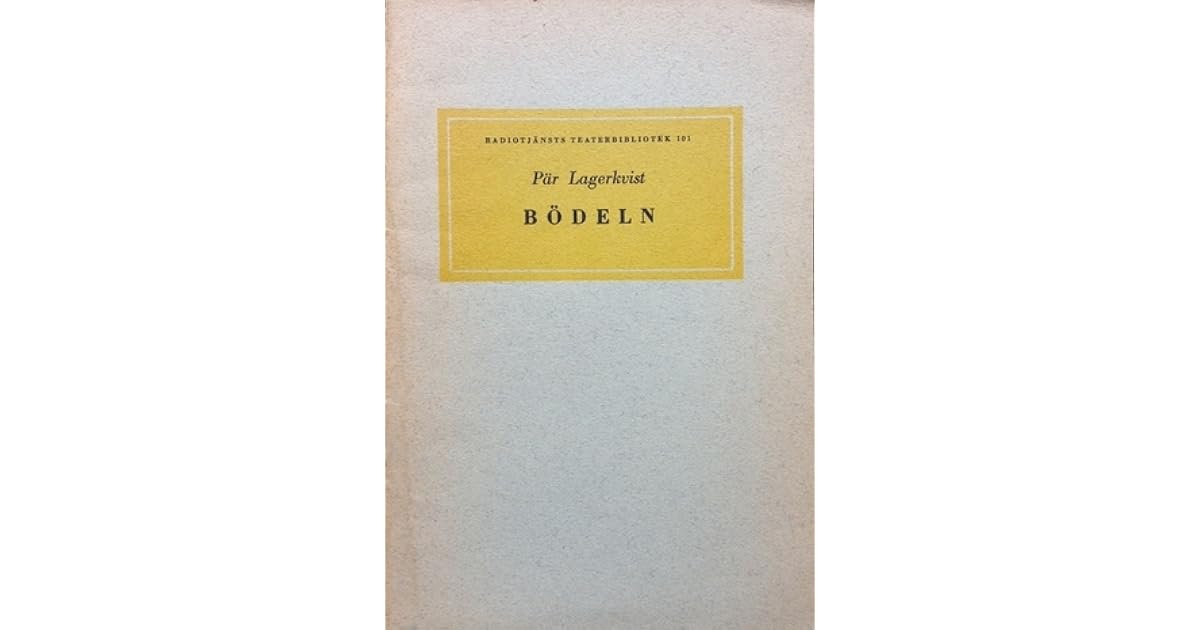 RADIOTJÄNSTS TEATERBIBLIOTEK 101
Pär Lagerkvist
BÖDELN